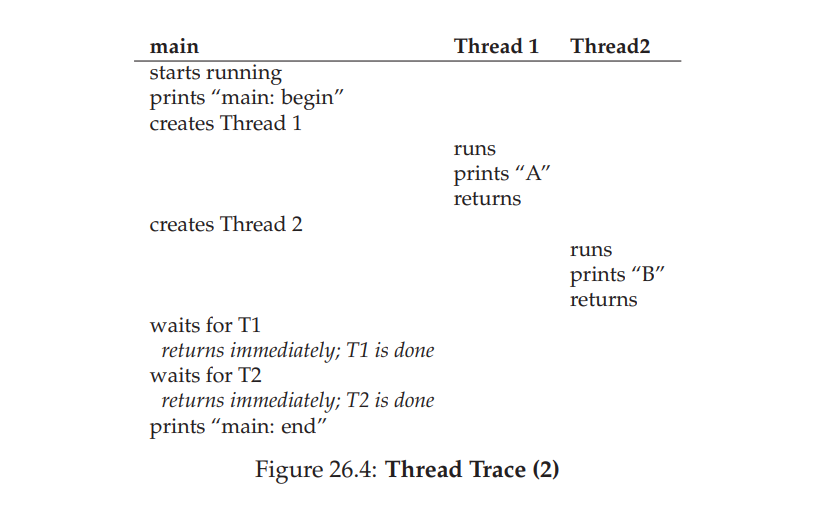 main Thread 1 Thread2
starts running
prints “main: begin”
creates Thread 1
runs
prints “A”
returns
creates Thread 2
runs
prints “B”
returns
waits for T1
returns immediately; T1 is done
waits for T2
returns immediately; T2 is done
prints “main: end”
Figure 26.4: Thread Trace (2)